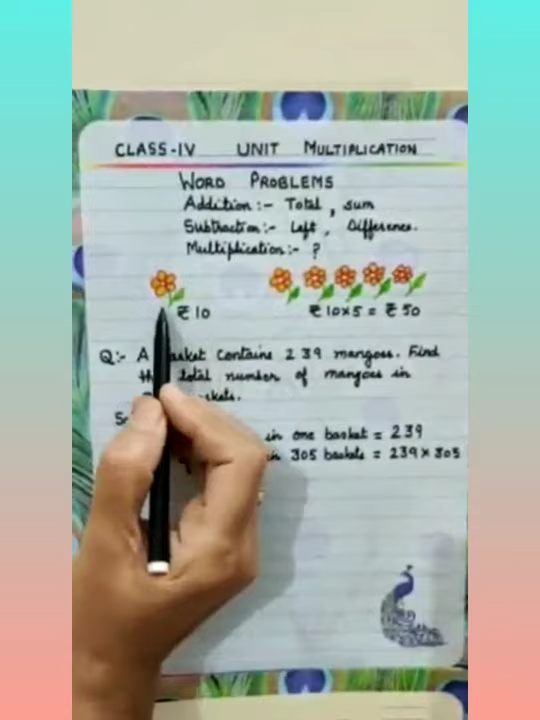 CLASS-IV UNIT MULTIPLICATION
WORD PROBLEMS
Addition:- Total, sum
Subtraction:- Left, Difference.
Multiplication:- ?
₹10 ₹10×5 = ₹50
Q:- A contains 239 mangoes. Find
total number of mangoes in
in one basket = 239
305 baskets = 239×305